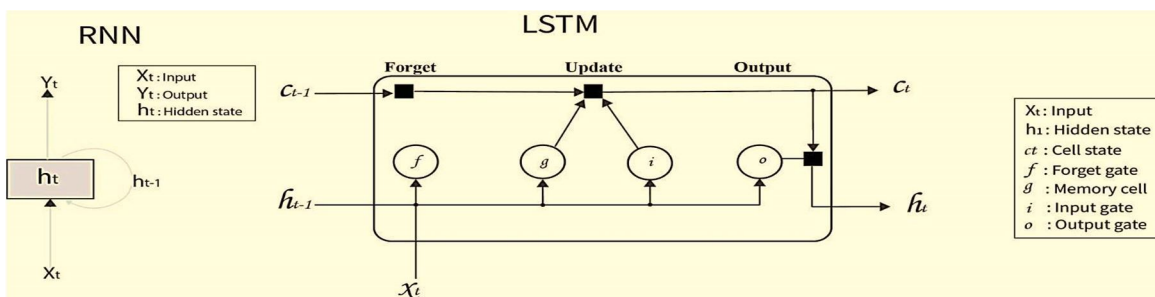 RNN
Yt
Xt : Input
Yt : Output
ht : Hidden state
ht
ht-1
Xt
LSTM
Forget Update Output
Ct-1
Ct
f g i o
ht-1
ht
Xt
Xt : Input
h1 : Hidden state
ct : Cell state
f : Forget gate
g : Memory cell
i : Input gate
o : Output gate